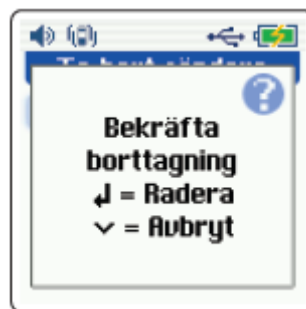 Bekräfta
borttagning
↲ = Radera
⌵ = Avbryt